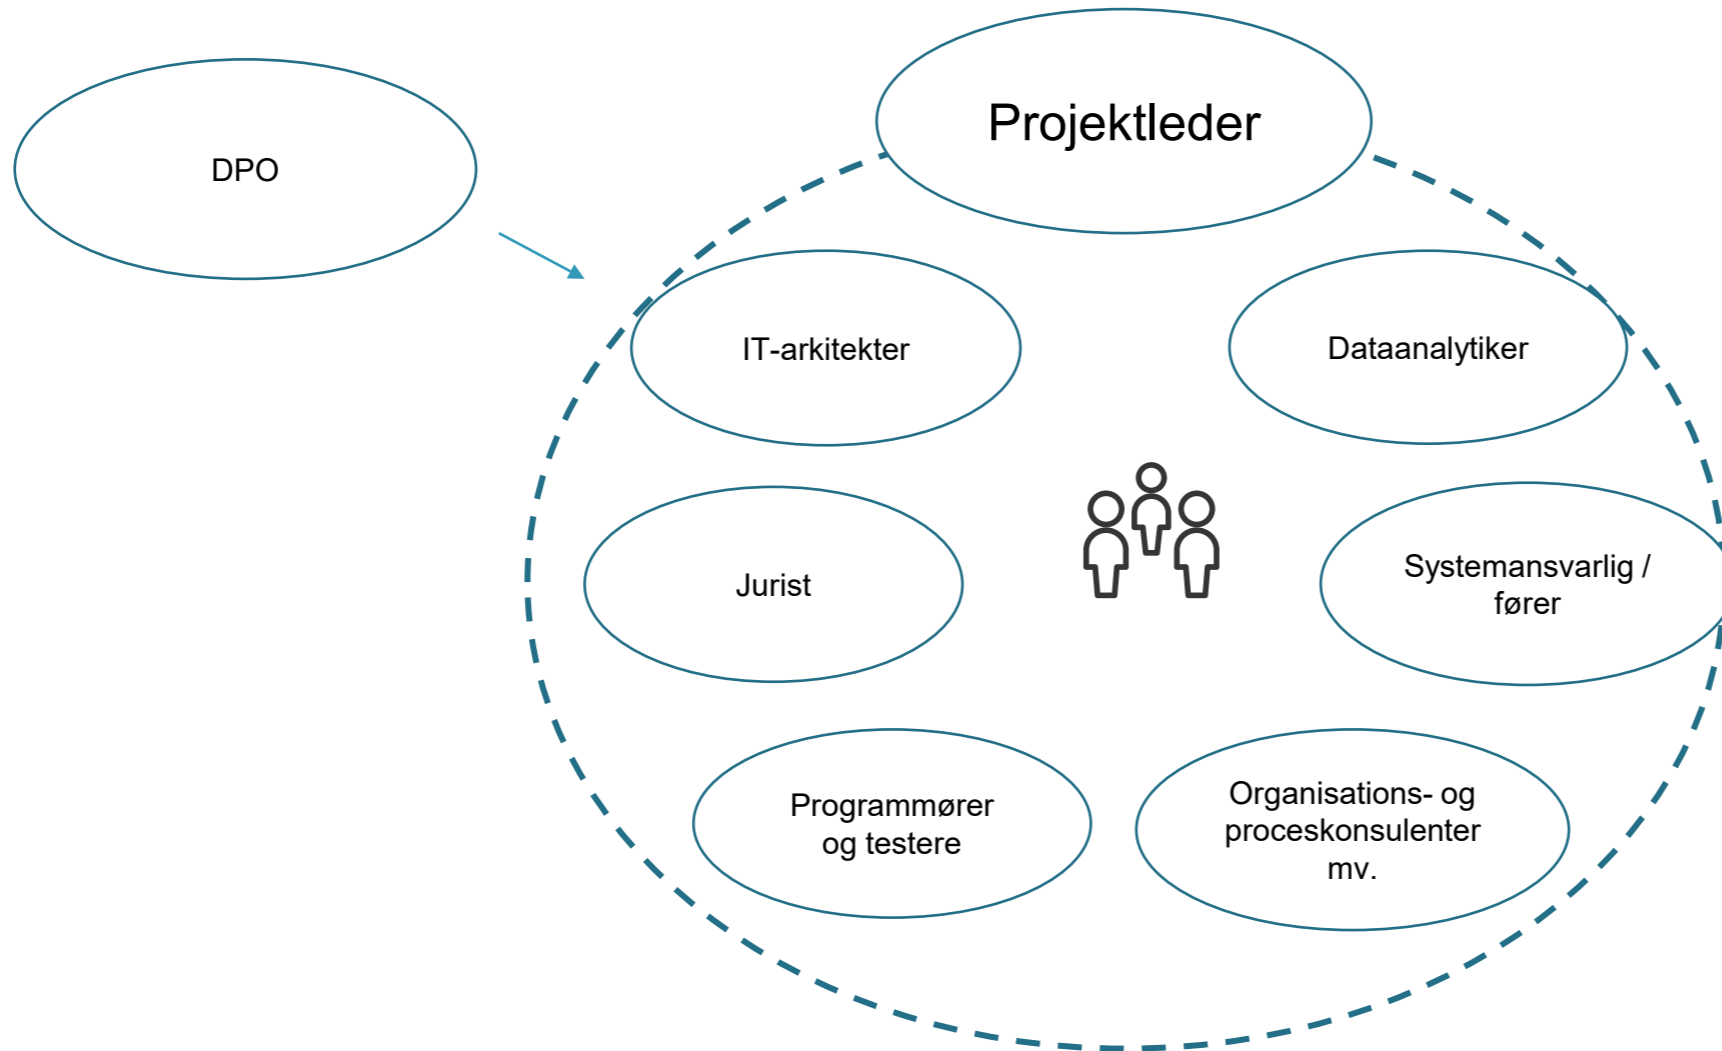 Projektleder
DPO
IT-arkitekter
Dataanalytiker
Jurist
Systemansvarlig /
fører
Programmører
og testere
Organisations- og
proceskonsulenter
mv.